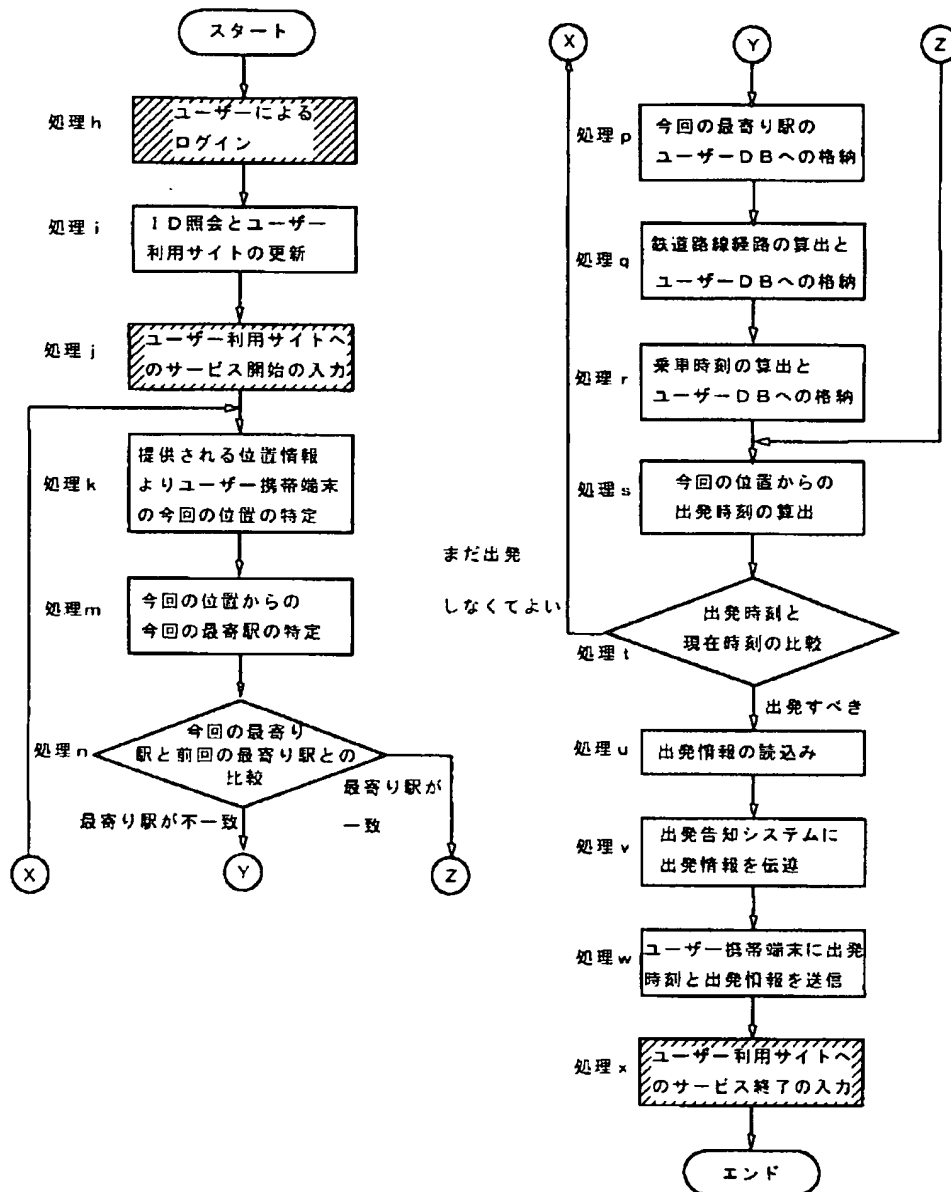 スタート
処理h
ユーザーによる
ログイン
処理i
ID照会とユーザー
利用サイトの更新
処理j
ユーザー利用サイトへ
のサービス開始の入力
処理k
提供される位置情報
よりユーザー携帯端末
の今回の位置の特定
処理m
今回の位置からの
今回の最寄駅の特定
処理n
今回の最寄り
駅と前回の最寄り駅との
比較
最寄り駅が不一致
最寄り駅が
一致
X
Y
Z
X
Y
Z
処理p
今回の最寄り駅の
ユーザーDBへの格納
処理q
鉄道路線経路の算出と
ユーザーDBへの格納
処理r
乗車時刻の算出と
ユーザーDBへの格納
処理s
今回の位置からの
出発時刻の算出
まだ出発
しなくてよい
処理t
出発時刻と
現在時刻の比較
出発すべき
処理u
出発情報の読込み
処理v
出発告知システムに
出発情報を伝達
処理w
ユーザー携帯端末に出発
時刻と出発情報を送信
処理x
ユーザー利用サイトへ
のサービス終了の入力
エンド